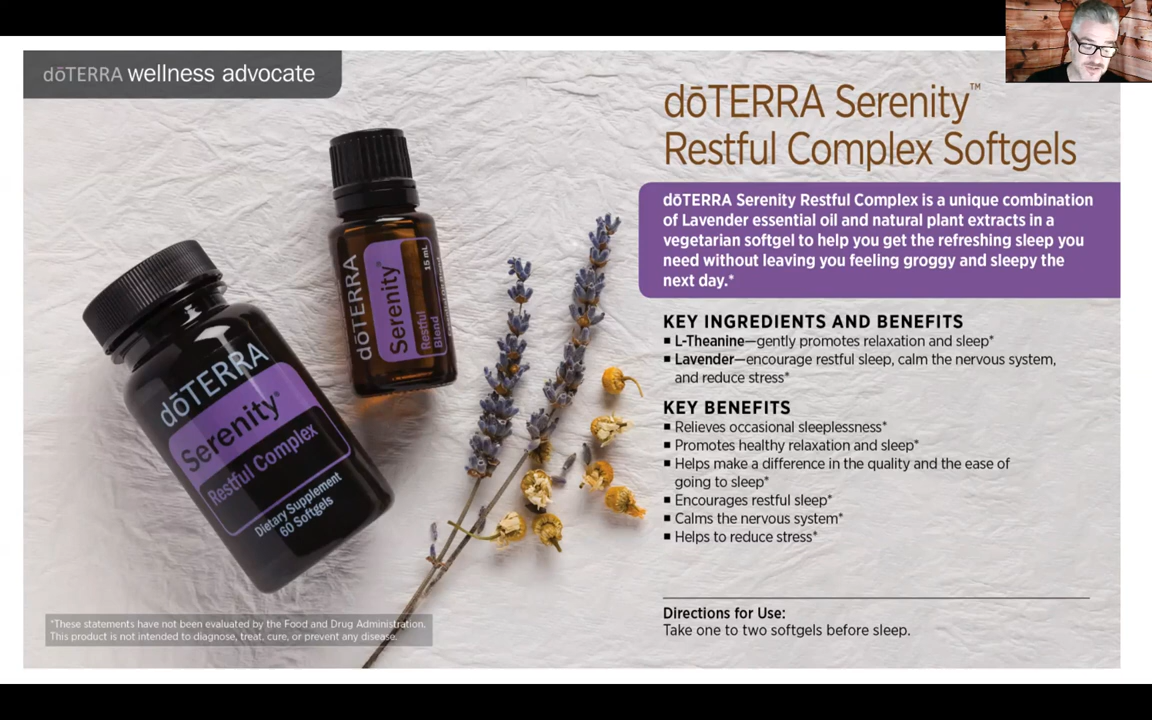 dōTERRA wellness advocate
dōTERRA Serenity™
Restful Complex Softgels
dōTERRA Serenity Restful Complex is a unique combination
of Lavender essential oil and natural plant extracts in a
vegetarian softgel to help you get the refreshing sleep you
need without leaving you feeling groggy and sleepy the
next day.*
KEY INGREDIENTS AND BENEFITS
■ L-Theanine—gently promotes relaxation and sleep*
■ Lavender—encourage restful sleep, calm the nervous system,
and reduce stress*
KEY BENEFITS
■ Relieves occasional sleeplessness*
■ Promotes healthy relaxation and sleep*
■ Helps make a difference in the quality and the ease of
going to sleep*
■ Encourages restful sleep*
■ Calms the nervous system*
■ Helps to reduce stress*
Directions for Use:
Take one to two softgels before sleep.
dōTERRA
Serenity®
Restful
Blend
15 mL
dōTERRA
Serenity®
Restful Complex
Dietary Supplement
60 Softgels
*These statements have not been evaluated by the Food and Drug Administration.
This product is not intended to diagnose, treat, cure, or prevent any disease.